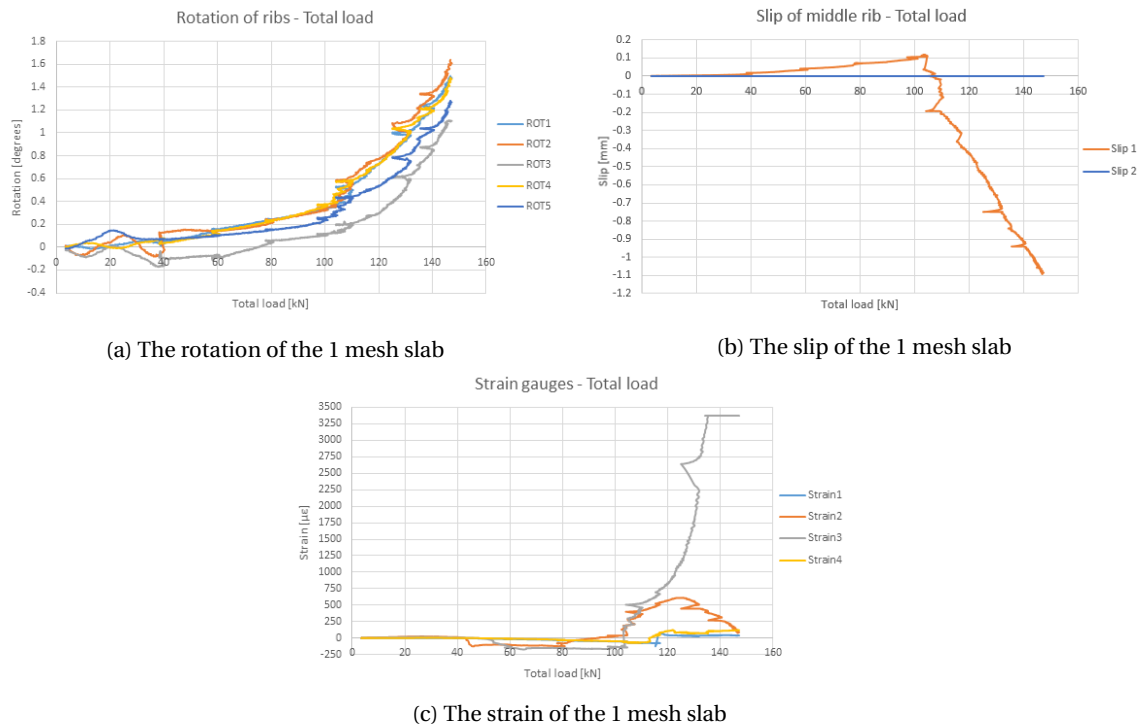 Rotation of ribs - Total load
1.8
1.6
1.4
1.2
1
0.8
0.6
0.4
0.2
0
-0.2
-0.4
Rotation [degrees]
0 20 40 60 80 100 120 140 160
Total load [kN]
ROT1
ROT2
ROT3
ROT4
ROT5
(a) The rotation of the 1 mesh slab
Slip of middle rib - Total load
0.2
0.1
0
-0.1
-0.2
-0.3
-0.4
-0.5
-0.6
-0.7
-0.8
-0.9
-1
-1.1
-1.2
Slip [mm]
0 20 40 60 80 100 120 140 160
Total load [kN]
Slip 1
Slip 2
(b) The slip of the 1 mesh slab
Strain gauges - Total load
3500
3250
3000
2750
2500
2250
2000
1750
1500
1250
1000
750
500
250
0
-250
Strain [µε]
0 20 40 60 80 100 120 140 160
Total load [kN]
Strain1
Strain2
Strain3
Strain4
(c) The strain of the 1 mesh slab